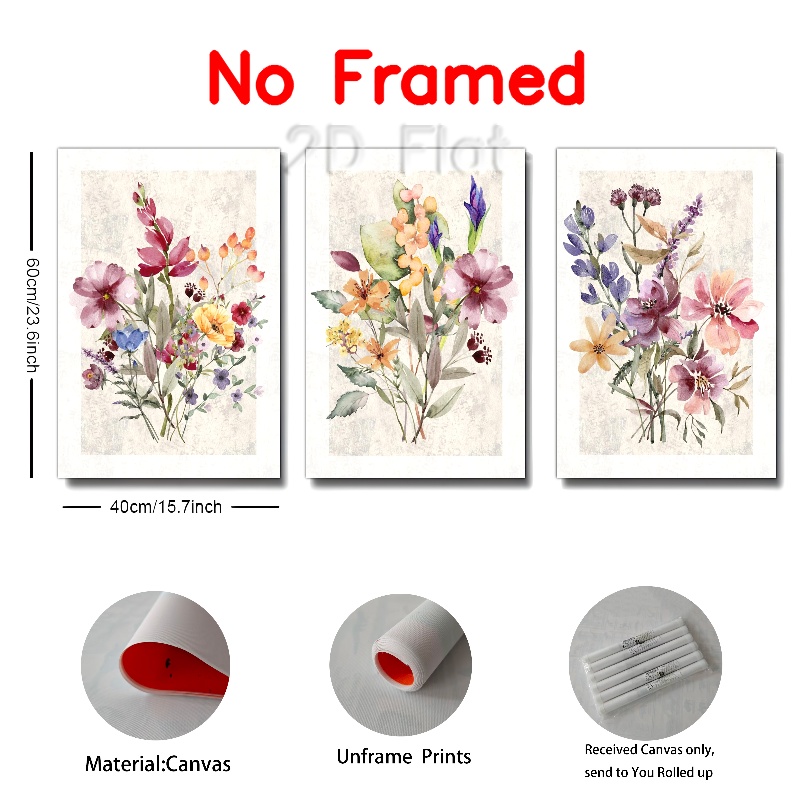 No Framed
2D Flat
60cm/23.6inch
40cm/15.7inch
Material:Canvas
Unframe Prints
Received Canvas only,
send to You Rolled up